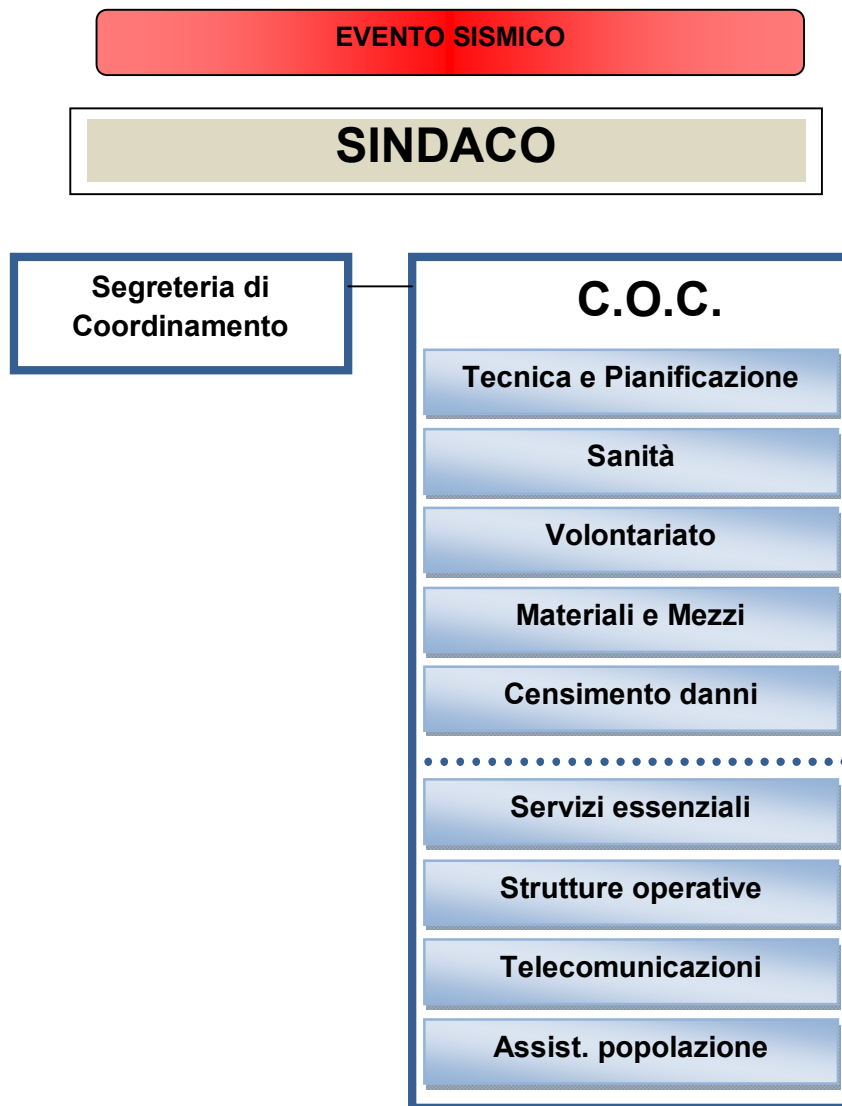 EVENTO SISMICO
SINDACO
Segreteria di
Coordinamento
C.O.C.
Tecnica e Pianificazione
Sanità
Volontariato
Materiali e Mezzi
Censimento danni
Servizi essenziali
Strutture operative
Telecomunicazioni
Assist. popolazione